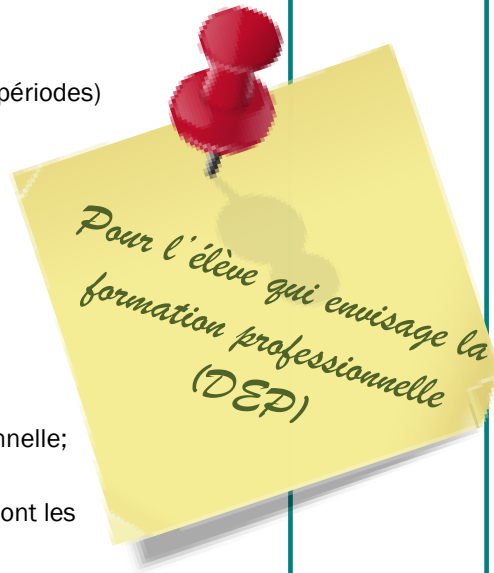 périodes)
Pour l'élève qui envisage la
formation professionnelle
(DEP)
nnelle;
ont les